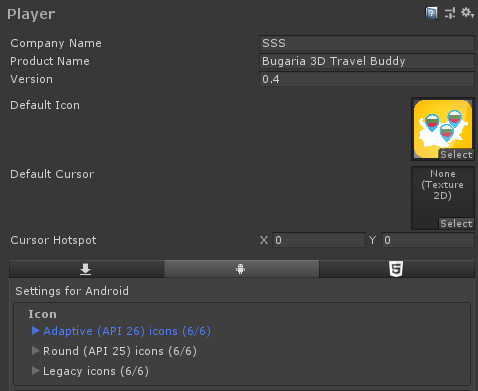 Player
Company Name SSS
Product Name Bugaria 3D Travel Buddy
Version 0.4
Default Icon
Select
Default Cursor
None
(Texture
2D)
Select
Cursor Hotspot X 0 Y 0
Settings for Android
Icon
Adaptive (API 26) icons (6/6)
Round (API 25) icons (6/6)
Legacy icons (6/6)